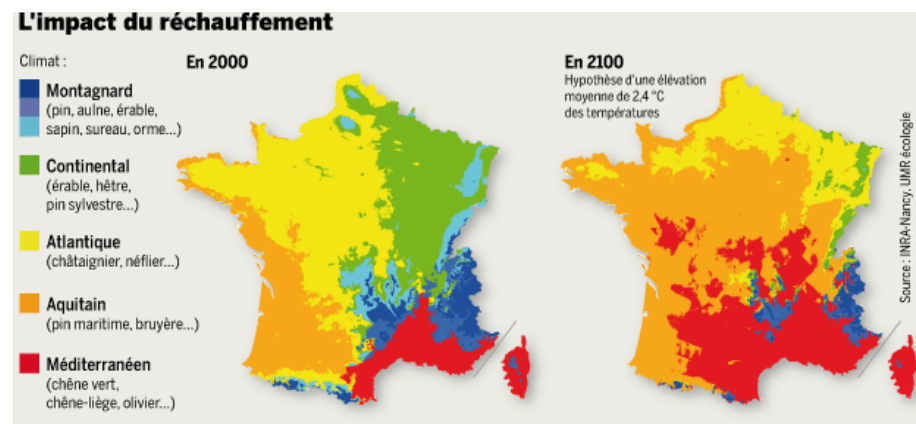 L'impact du réchauffement
Climat :
Montagnard
(pin, aulne, érable,
sapin, sureau, orme...)
Continental
(érable, hêtre,
pin sylvestre...)
Atlantique
(châtaignier, néflier...)
Aquitain
(pin maritime, bruyère...)
Méditerranéen
(chêne vert,
chêne-liège, olivier...)
En 2000
En 2100
Hypothèse d'une élévation
moyenne de 2,4 °C
des températures
Source : INRA-Nancy, UMR écologie